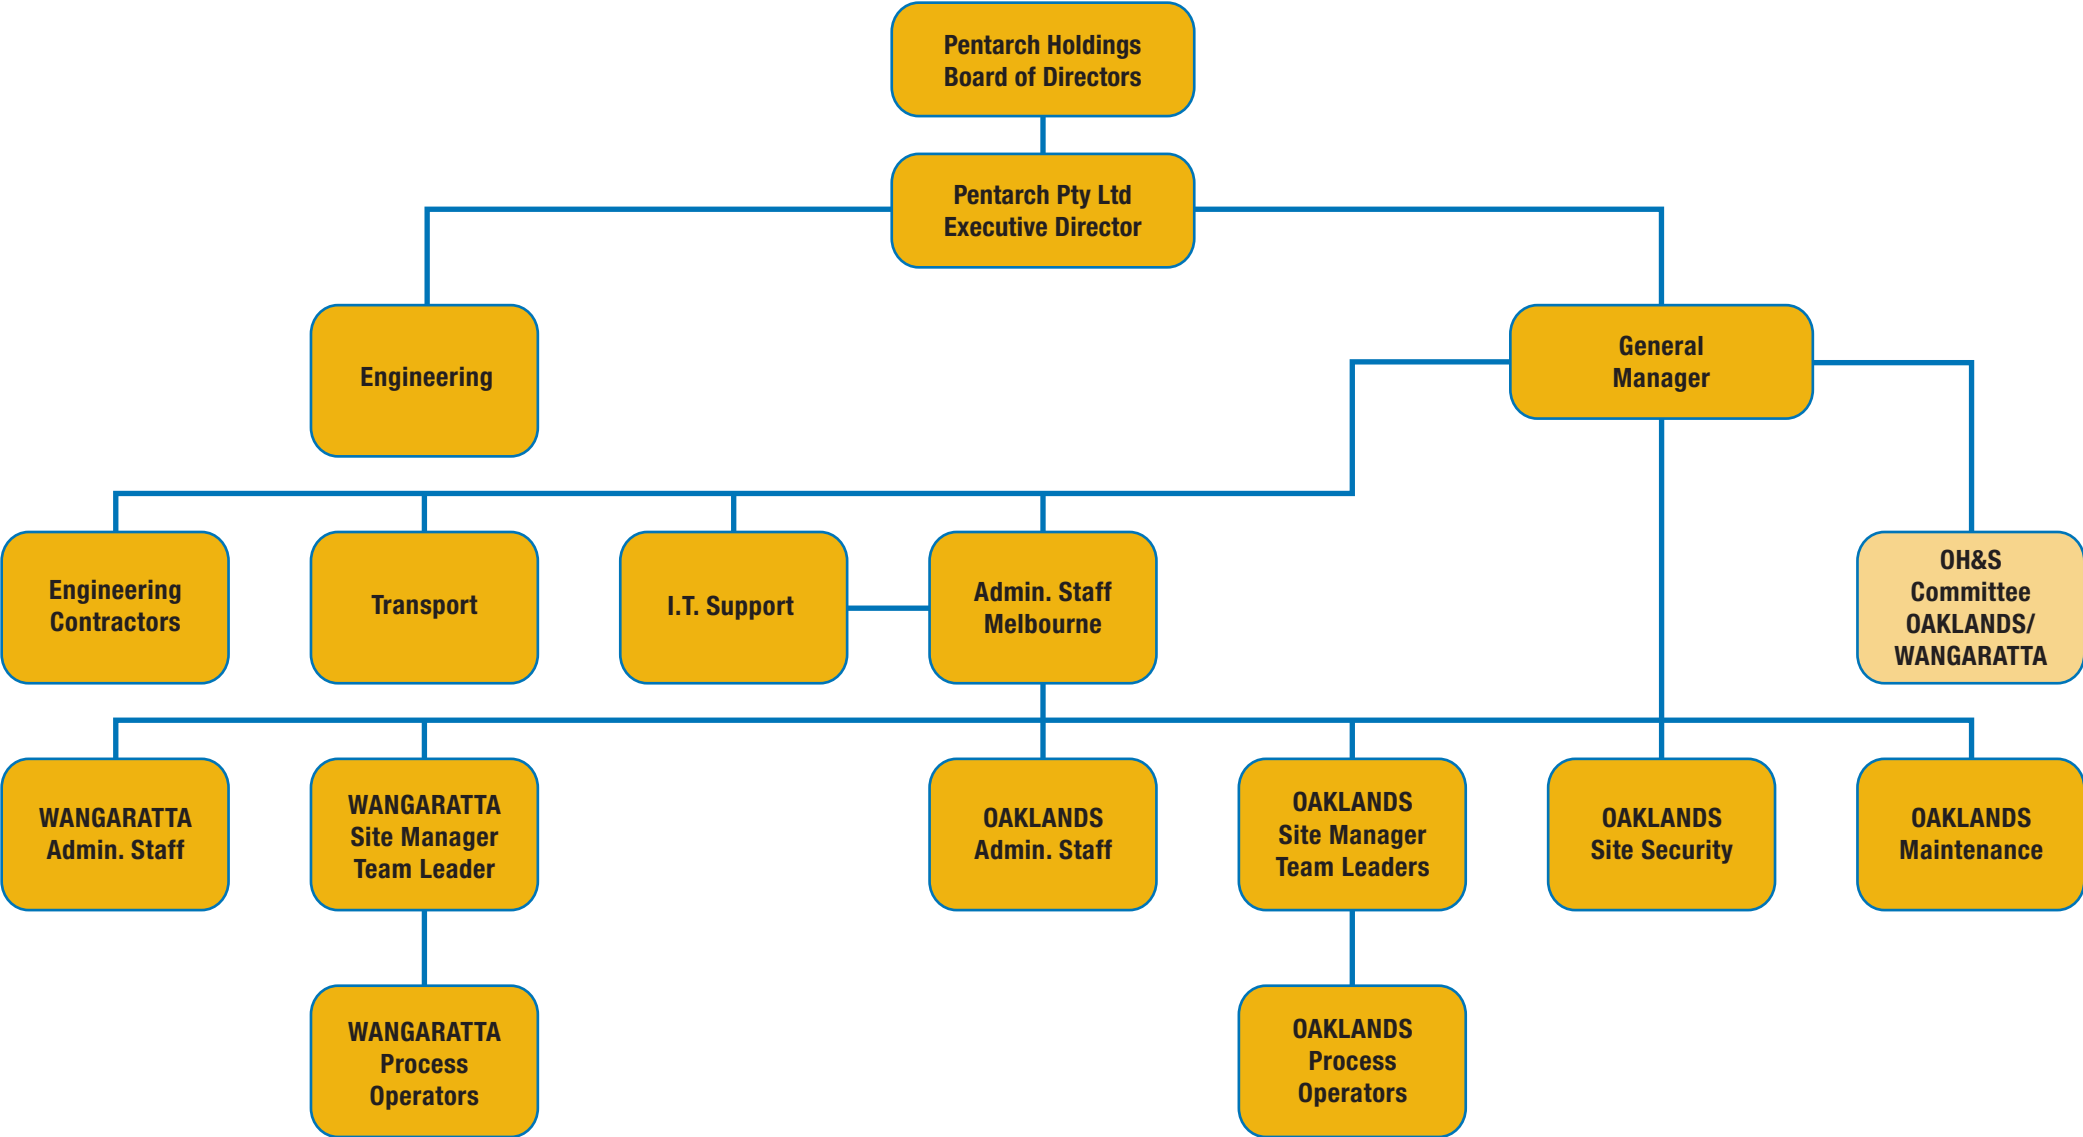 Pentarch Holdings
Board of Directors
Pentarch Pty Ltd
Executive Director
Engineering
General
Manager
Engineering
Contractors
Transport
I.T. Support
Admin. Staff
Melbourne
OH&S
Committee
OAKLANDS/
WANGARATTA
WANGARATTA
Admin. Staff
WANGARATTA
Site Manager
Team Leader
OAKLANDS
Admin. Staff
OAKLANDS
Site Manager
Team Leaders
OAKLANDS
Site Security
OAKLANDS
Maintenance
WANGARATTA
Process
Operators
OAKLANDS
Process
Operators